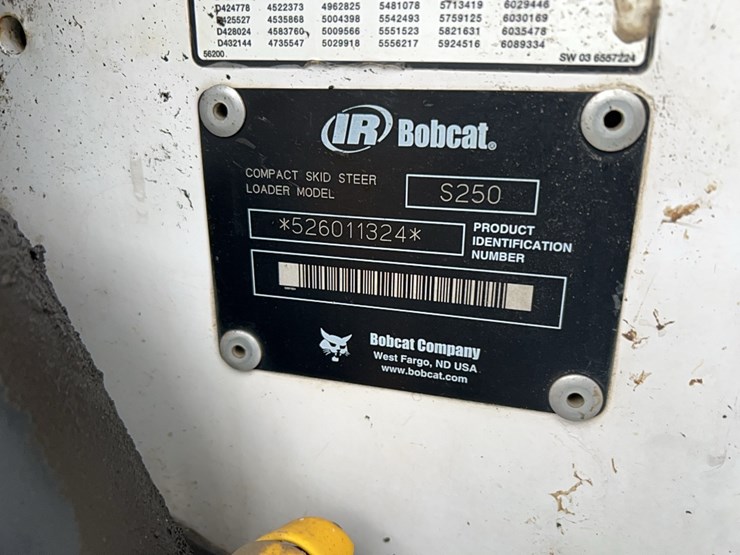 D424778 4522373 4962825 5481078 5713419 6029446
D425527 4535868 5004398 5542493 5759125 6030169
D428024 4583760 5009566 5551523 5821631 6035478
D432144 4735547 5029918 5556217 5924516 6089334
56200
SW 03 6557224
IR Bobcat®
COMPACT SKID STEER
LOADER MODEL
S250
*526011324*
PRODUCT
IDENTIFICATION
NUMBER
Bobcat Company
West Fargo, ND USA
www.bobcat.com